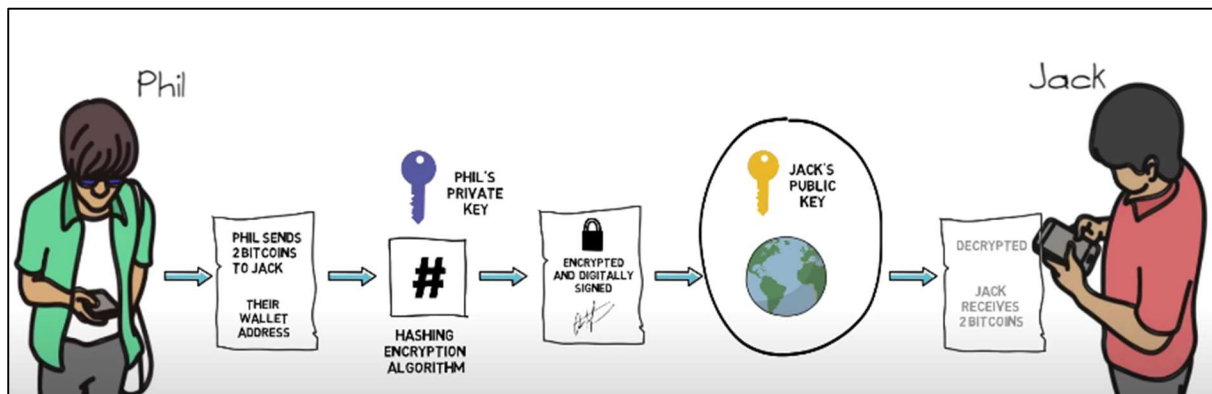 Phil
Jack
PHIL SENDS
2 BITCOINS
TO JACK
THEIR
WALLET
ADDRESS
PHIL'S
PRIVATE
KEY
#
HASHING
ENCRYPTION
ALGORITHM
ENCRYPTED
AND DIGITALLY
SIGNED
JACK'S
PUBLIC
KEY
DECRYPTED
JACK
RECEIVES
2 BITCOINS